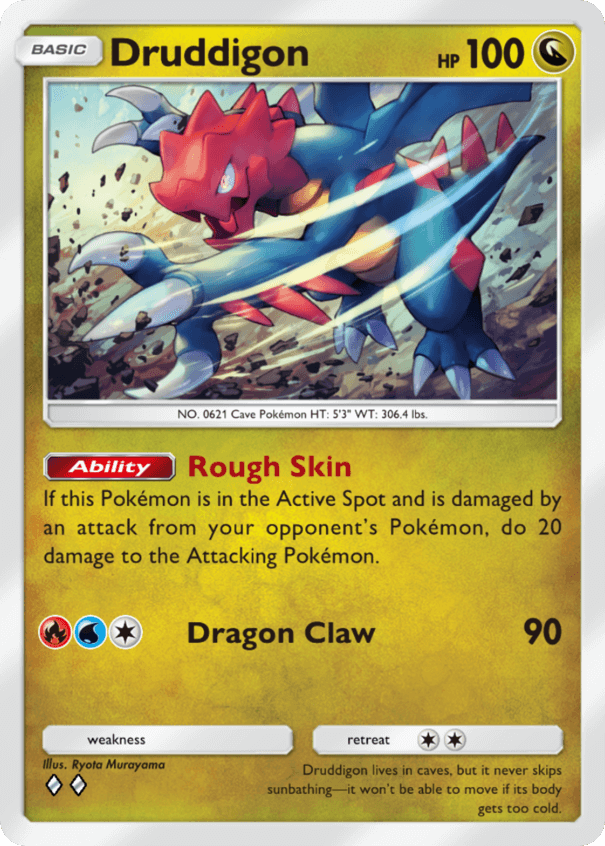 BASIC Druddigon HP 100
NO. 0621 Cave Pokémon HT: 5'3" WT: 306.4 lbs.
Ability Rough Skin
If this Pokémon is in the Active Spot and is damaged by
an attack from your opponent's Pokémon, do 20
damage to the Attacking Pokémon.
Dragon Claw 90
weakness retreat
Illus. Ryota Murayama
Druddigon lives in caves, but it never skips
sunbathing—it won't be able to move if its body
gets too cold.